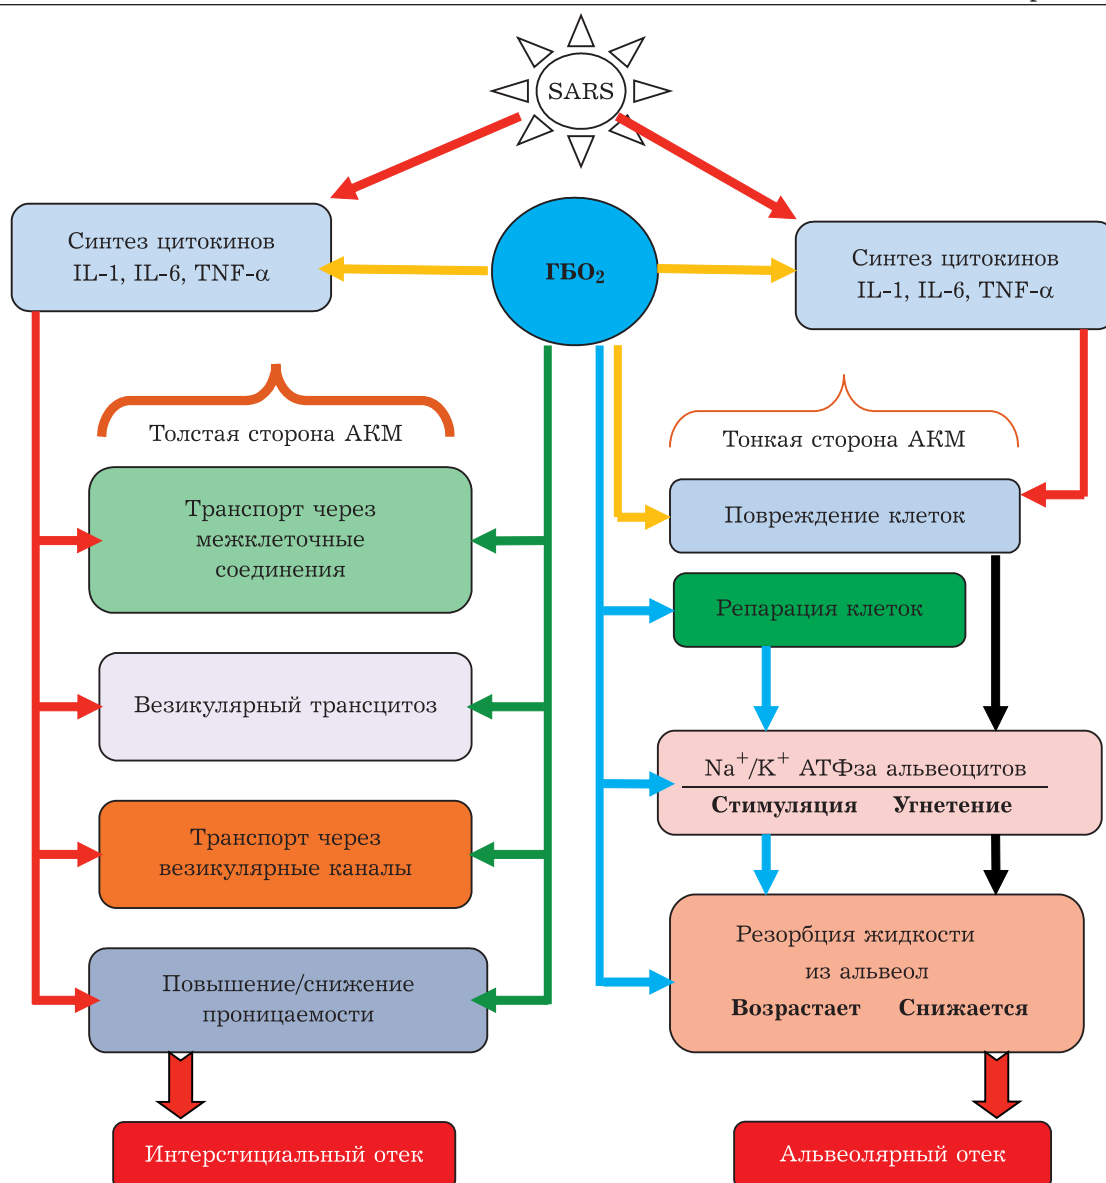 SARS
Синтез цитокинов
IL-1, IL-6, TNF-α
ГБО₂
Синтез цитокинов
IL-1, IL-6, TNF-α
Толстая сторона АКМ
Тонкая сторона АКМ
Транспорт через
межклеточные
соединения
Повреждение клеток
Репарация клеток
Везикулярный трансцитоз
Na⁺/K⁺ АТФза альвеоцитов
Стимуляция Угнетение
Транспорт через
везикулярные каналы
Резорбция жидкости
из альвеол
Возрастает Снижается
Повышение/снижение
проницаемости
Интерстициальный отек
Альвеолярный отек